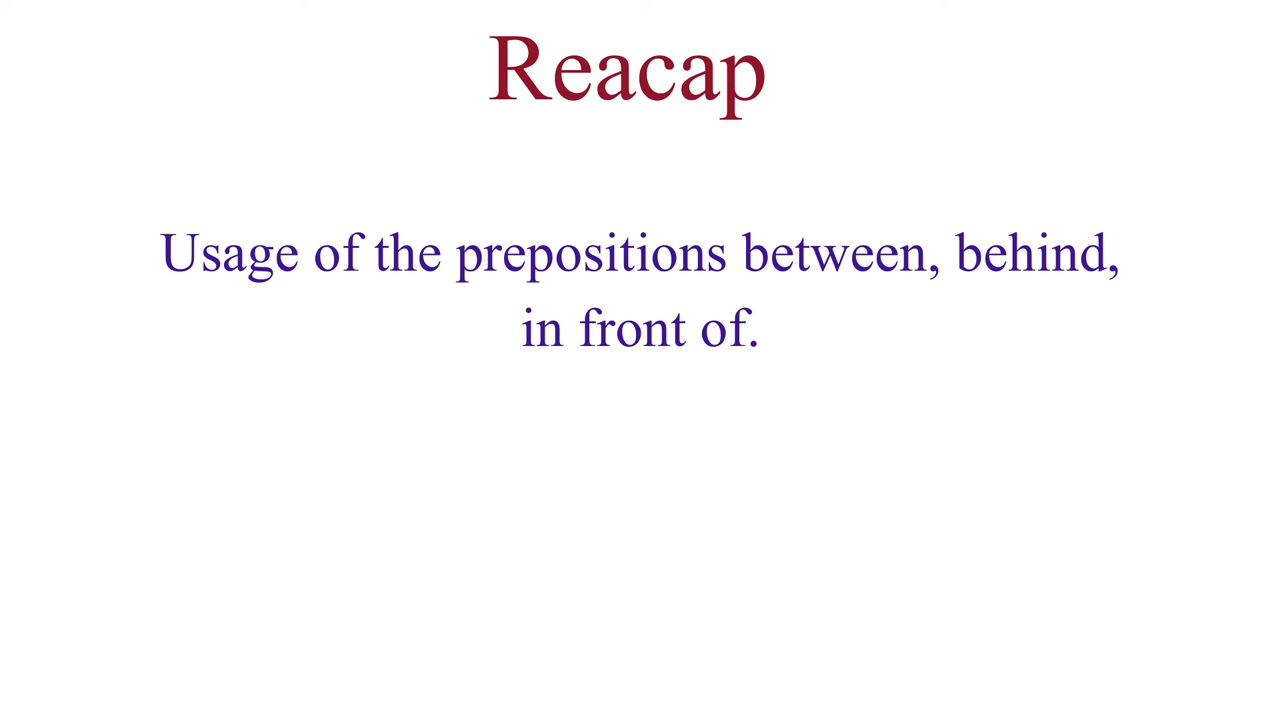 Reacap
Usage of the prepositions between, behind,
in front of.